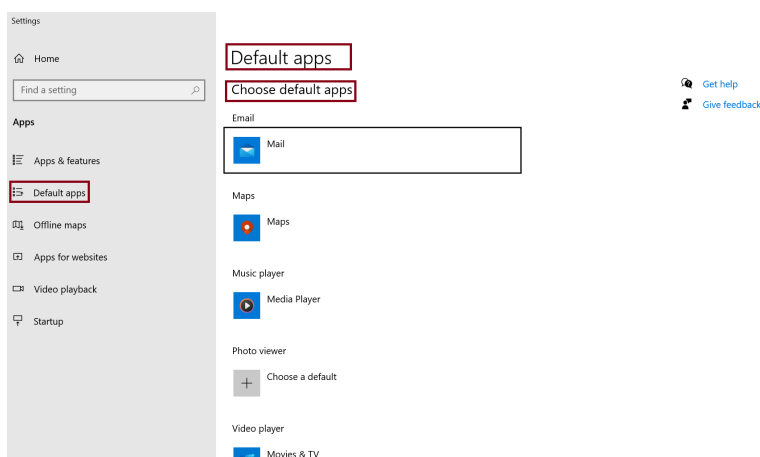 Settings
Home
Find a setting
Apps
Apps & features
Default apps
Offline maps
Apps for websites
Video playback
Startup
Default apps
Choose default apps
Email
Mail
Maps
Maps
Music player
Media Player
Photo viewer
Choose a default
Video player
Movies & TV
Get help
Give feedback